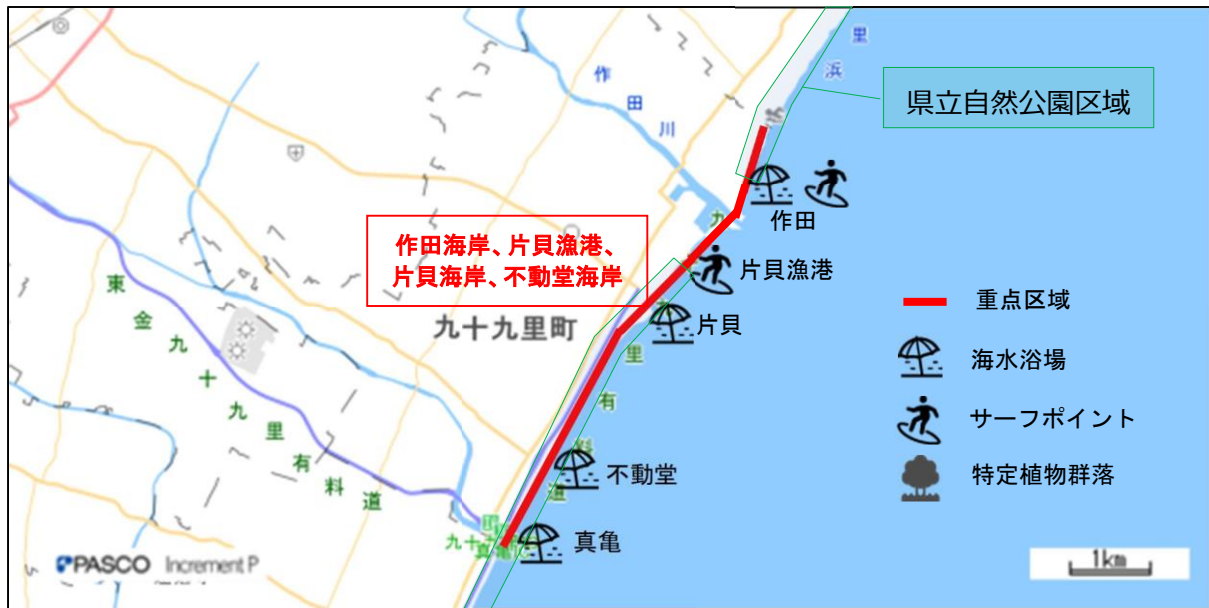 里
浜
県立自然公園区域
作
田
川
作田
作田海岸、片貝漁港、
片貝海岸、不動堂海岸
九
片貝漁港
片貝
九十九里町
重点区域
海水浴場
サーフポイント
特定植物群落
里
有
料
道
東
金
九
十
九
里
有
料
道
不動堂
真亀
PASCO Increment P
1km